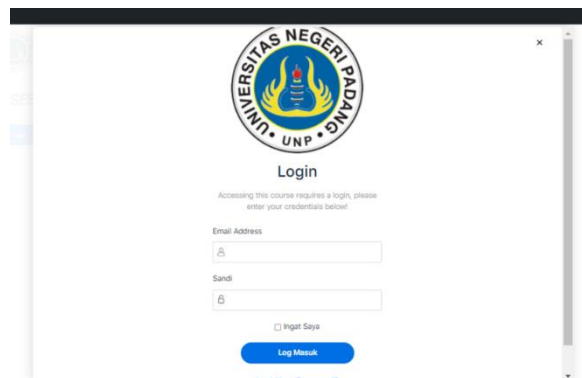 UNIVERSITAS NEGERI PADANG
• UNP •
×
Login
Accessing this course requires a login, please
enter your credentials below!
Email Address
Sandi
Ingat Saya
Log Masuk